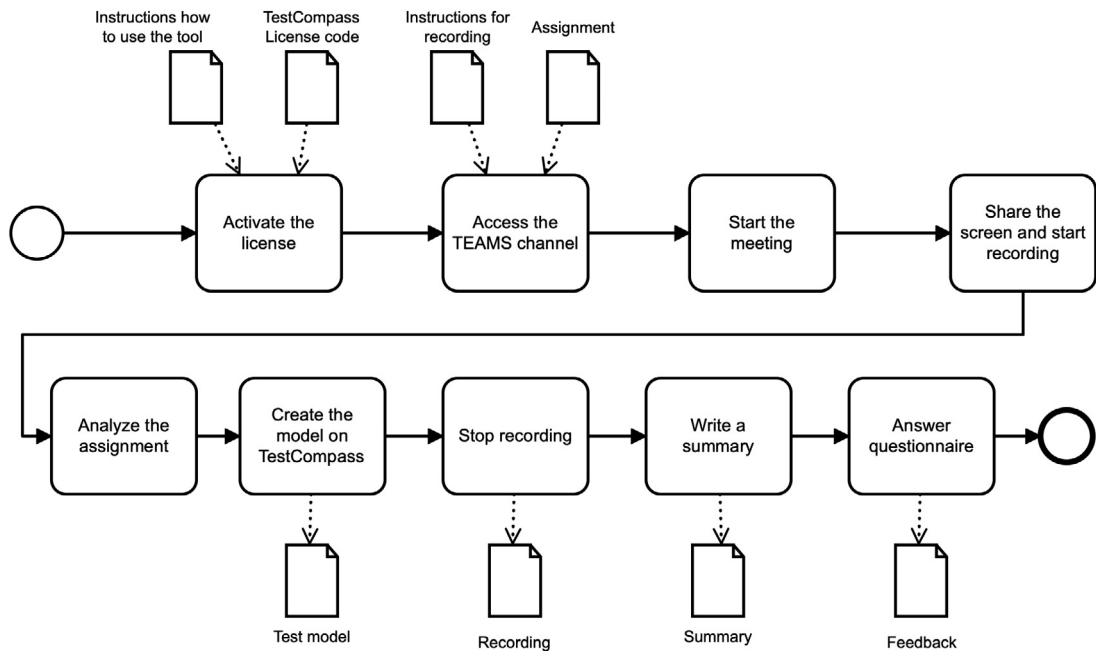 Instructions how
to use the tool
TestCompass
License code
Instructions for
recording
Assignment
Activate the
license
Access the
TEAMS channel
Start the
meeting
Share the
screen and start
recording
Analyze the
assignment
Create the
model on
TestCompass
Stop recording
Write a
summary
Answer
questionnaire
Test model
Recording
Summary
Feedback